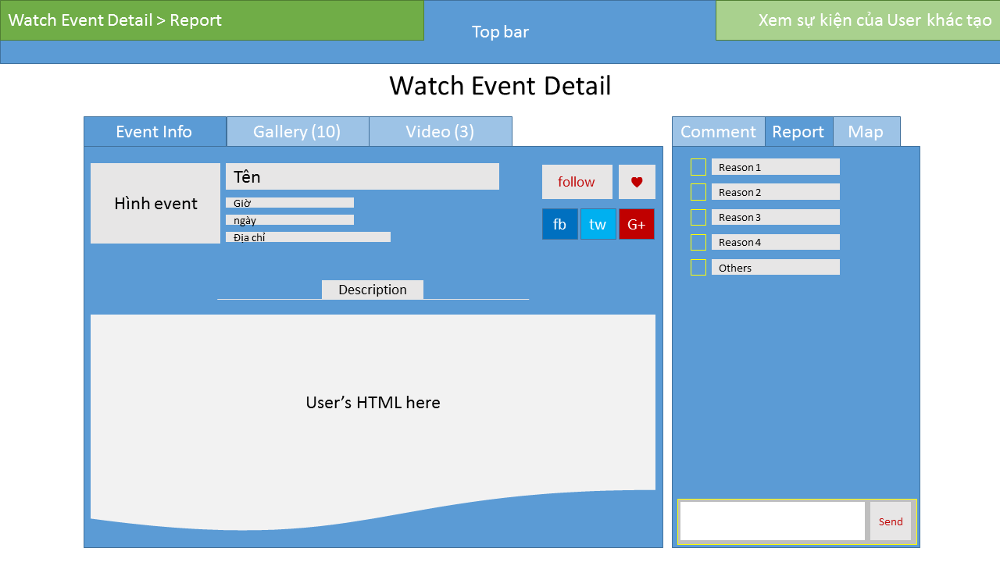 Watch Event Detail > Report
Top bar
Xem sự kiện của User khác tạo
Watch Event Detail
Event Info
Gallery (10)
Video (3)
Hình event
Tên
Giờ
ngày
Địa chỉ
follow
fb
tw
G+
Description
User’s HTML here
Comment
Report
Map
Reason 1
Reason 2
Reason 3
Reason 4
Others
Send